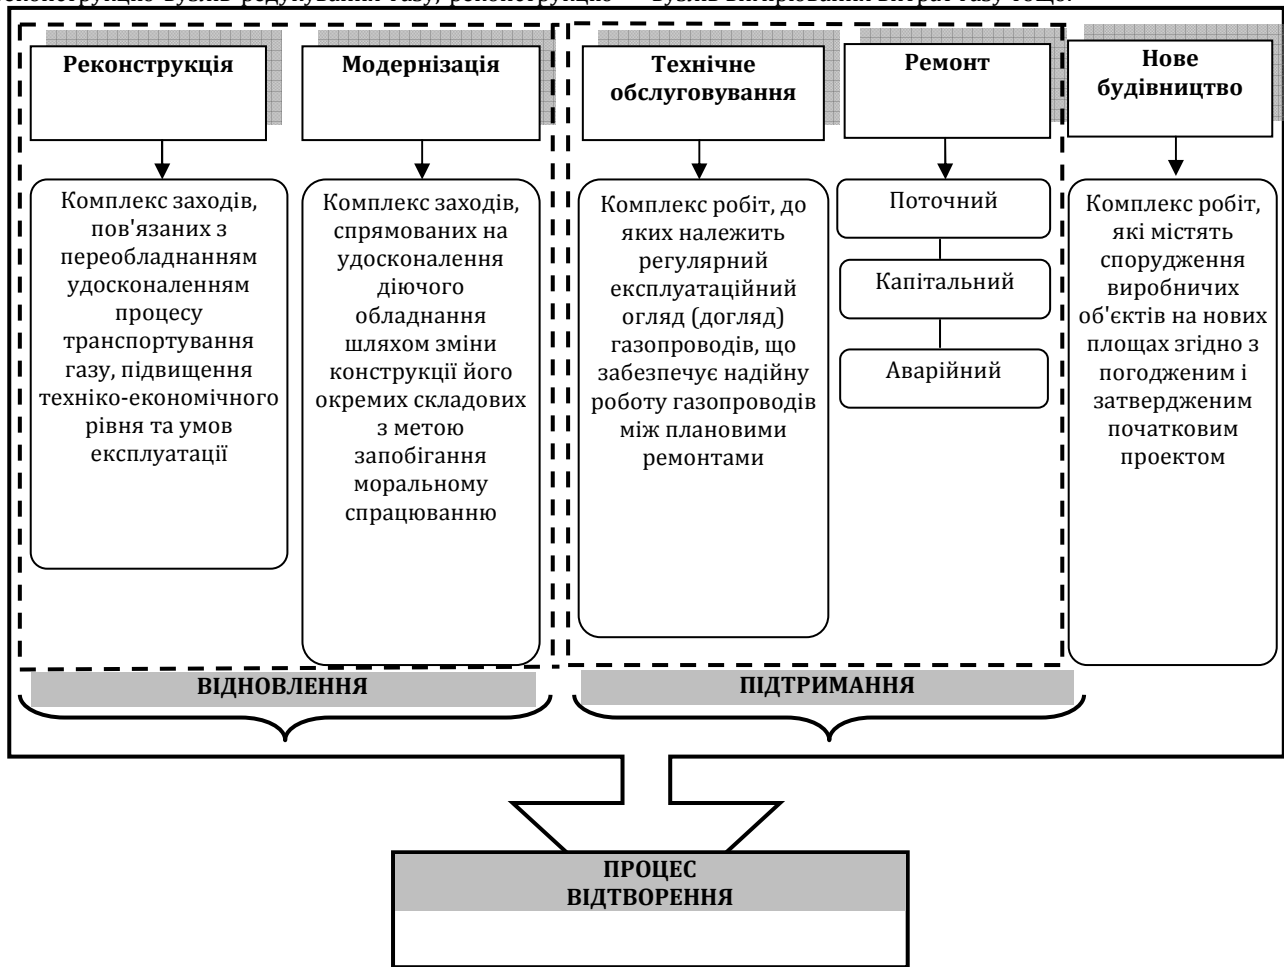 Реконструкція
Комплекс заходів,
пов'язаних з
переобладнанням
удосконаленням
процесу
транспортування
газу, підвищення
техніко-економічного
рівня та умов
експлуатації
Модернізація
Комплекс заходів,
спрямованих на
удосконалення
діючого
обладнання
шляхом зміни
конструкції його
окремих складових
з метою
запобігання
моральному
спрацюванню
Технічне
обслуговування
Комплекс робіт, до
яких належить
регулярний
експлуатаційний
огляд (догляд)
газопроводів, що
забезпечує надійну
роботу газопроводів
між плановими
ремонтами
Ремонт
Поточний
Капітальний
Аварійний
Нове
будівництво
Комплекс робіт,
які містять
спорудження
виробничих
об'єктів на нових
площах згідно з
погодженим і
затвердженим
початковим
проектом
ВІДНОВЛЕННЯ
ПІДТРИМАННЯ
ПРОЦЕС
ВІДТВОРЕННЯ